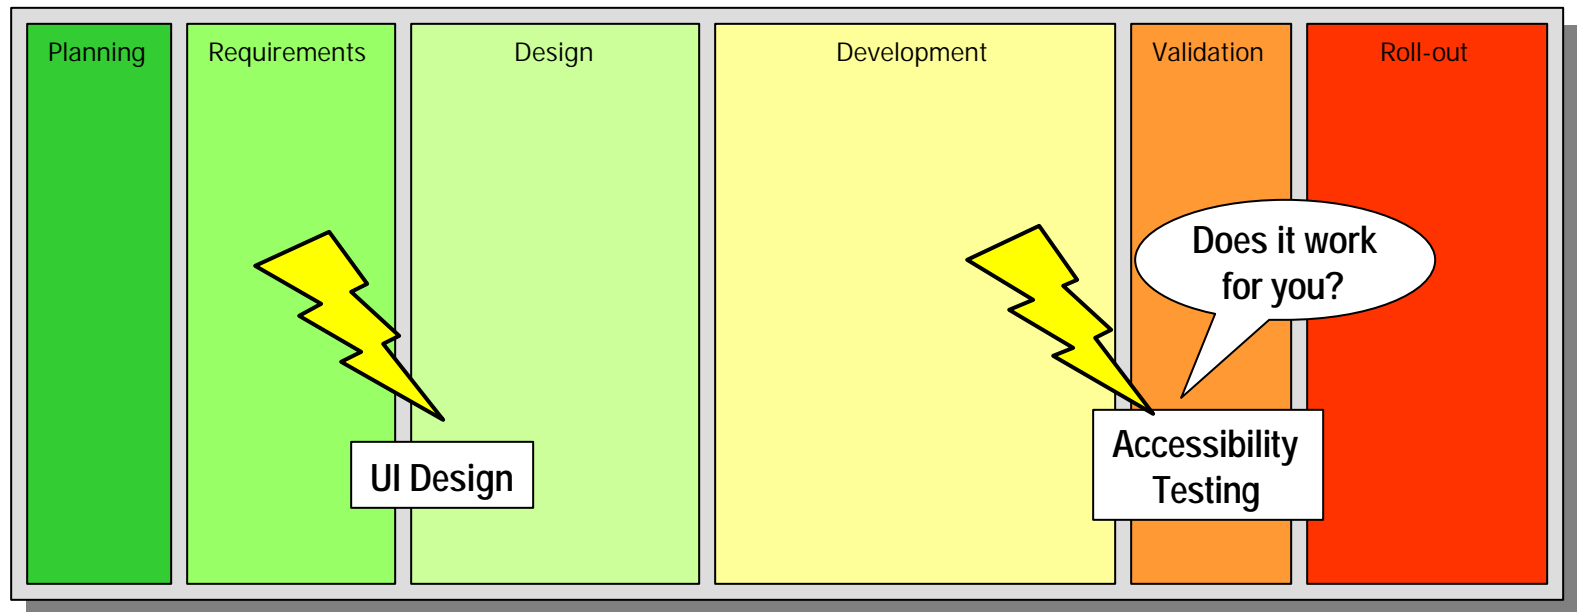 Planning
Requirements
Design
Development
Validation
Roll-out
Does it work
for you?
UI Design
Accessibility
Testing